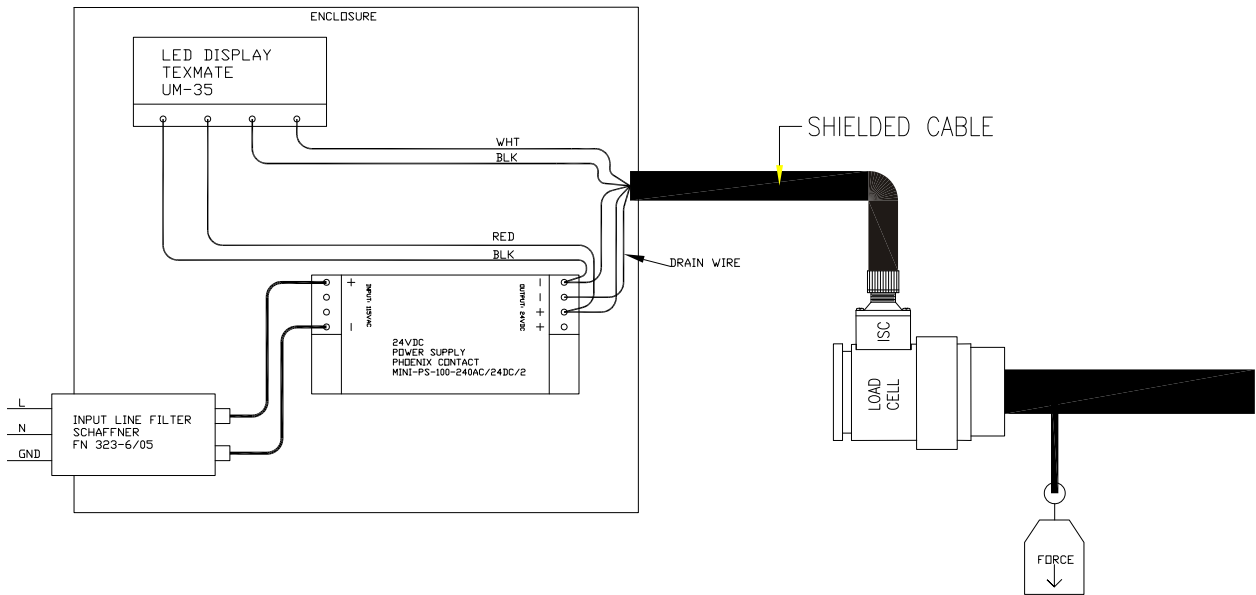 ENCLOSURE
LED DISPLAY
TEXMATE
UM-35
WHT
BLK
SHIELDED CABLE
RED
BLK
DRAIN WIRE
+
INPUT: 115VAC
-
OUTPUT: 24VDC
-
-
+
+
24VDC
POWER SUPPLY
PHOENIX CONTACT
MINI-PS-100-240AC/24DC/2
ISC
LOAD
CELL
L
N
GND
INPUT LINE FILTER
SCHAFFNER
FN 323-6/05
FORCE